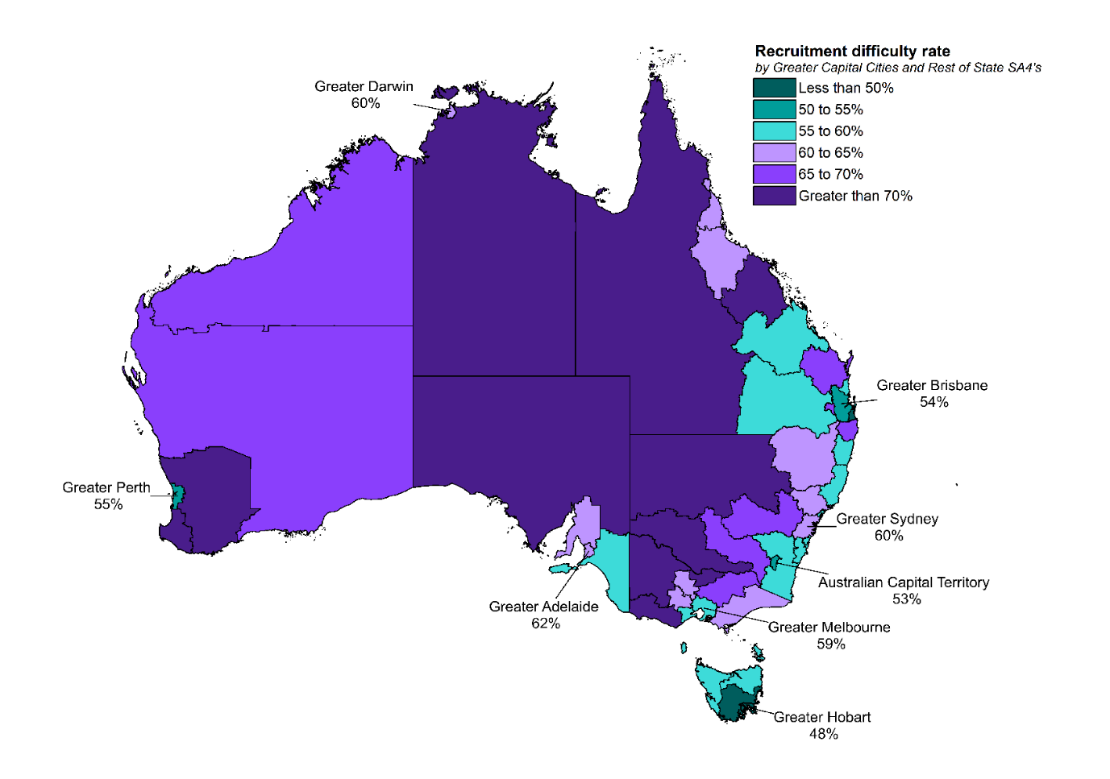 Recruitment difficulty rate
by Greater Capital Cities and Rest of State SA4's
Less than 50%
50 to 55%
55 to 60%
60 to 65%
65 to 70%
Greater than 70%
Greater Darwin
60%
Greater Brisbane
54%
Greater Perth
55%
Greater Sydney
60%
Australian Capital Territory
53%
Greater Adelaide
62%
Greater Melbourne
59%
Greater Hobart
48%